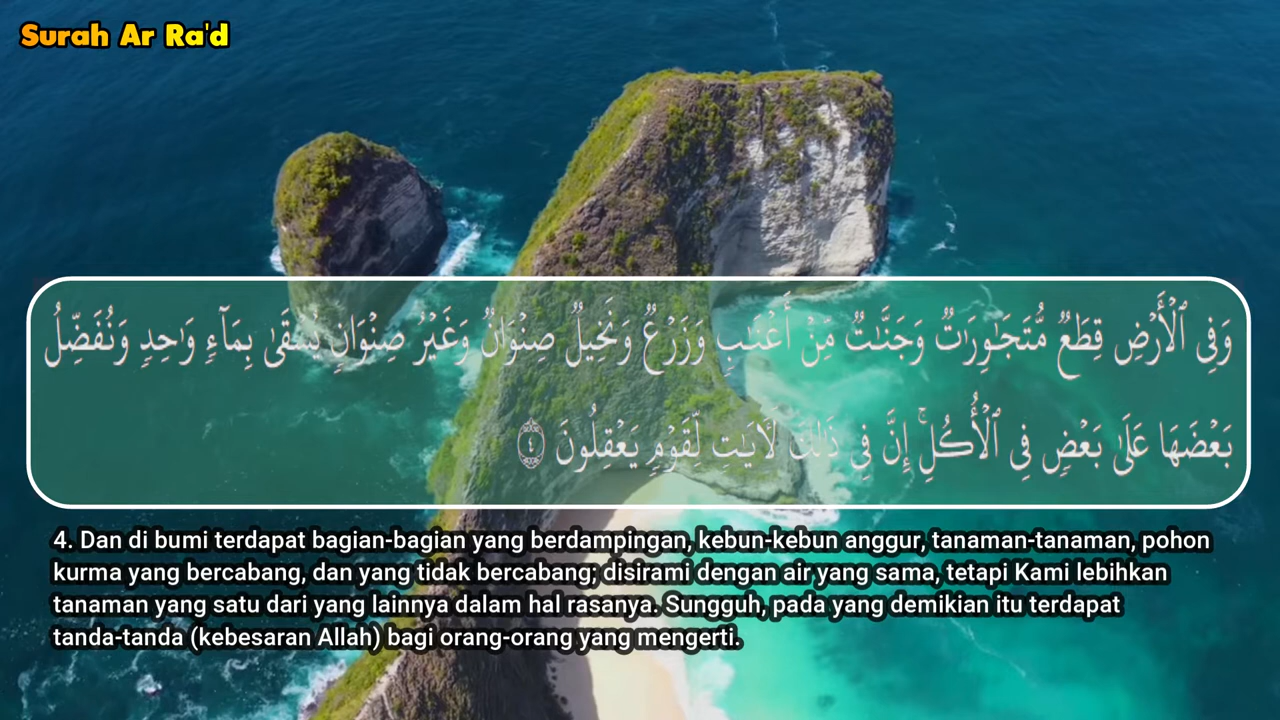 Surah Ar Ra'd
وَفِى ٱلْأَرْضِ قِطَعٌ مُّتَجَـٰوِرَٰتٌ وَجَنَّـٰتٌ مِّنْ أَعْنَـٰبٍ وَزَرْعٌ وَنَخِيلٌ صِنْوَانٌ وَغَيْرُ صِنْوَانٍ يُسْقَىٰ بِمَآءٍ وَٰحِدٍ وَنُفَضِّلُ
بَعْضَهَا عَلَىٰ بَعْضٍ فِى ٱلْأُكُلِ ۚ إِنَّ فِى ذَٰلِكَ لَـَٔايَـٰتٍ لِّقَوْمٍ يَعْقِلُونَ ٤
4. Dan di bumi terdapat bagian-bagian yang berdampingan, kebun-kebun anggur, tanaman-tanaman, pohon
kurma yang bercabang, dan yang tidak bercabang; disirami dengan air yang sama, tetapi Kami lebihkan
tanaman yang satu dari yang lainnya dalam hal rasanya. Sungguh, pada yang demikian itu terdapat
tanda-tanda (kebesaran Allah) bagi orang-orang yang mengerti.